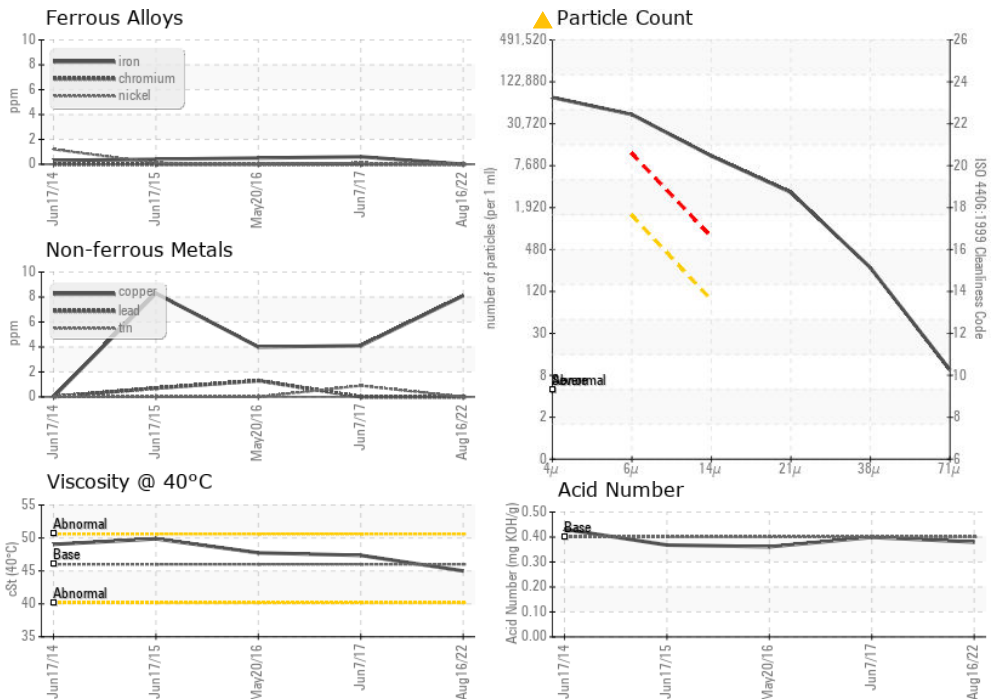 Ferrous Alloys
10
8
6
4
2
0
ppm
iron
chromium
nickel
Jun17/14
Jun17/15
May20/16
Jun7/17
Aug16/22
Non-ferrous Metals
10
8
6
4
2
0
ppm
copper
lead
tin
Jun17/14
Jun17/15
May20/16
Jun7/17
Aug16/22
Viscosity @ 40°C
55
50
45
40
35
cSt (40°C)
Abnormal
Base
Abnormal
Jun17/14
Jun17/15
May20/16
Jun7/17
Aug16/22
Particle Count
491,520
122,880
30,720
7,680
1,920
480
120
30
8
2
0
number of particles (per 1 ml)
Abnormal
4µ
6µ
14µ
21µ
38µ
71µ
26
24
22
20
18
16
14
12
10
8
6
ISO 4406:1999 Cleanliness Code
Acid Number
0.50
0.40
0.30
0.20
0.10
0.00
Acid Number (mg KOH/g)
Base
Jun17/14
Jun17/15
May20/16
Jun7/17
Aug16/22